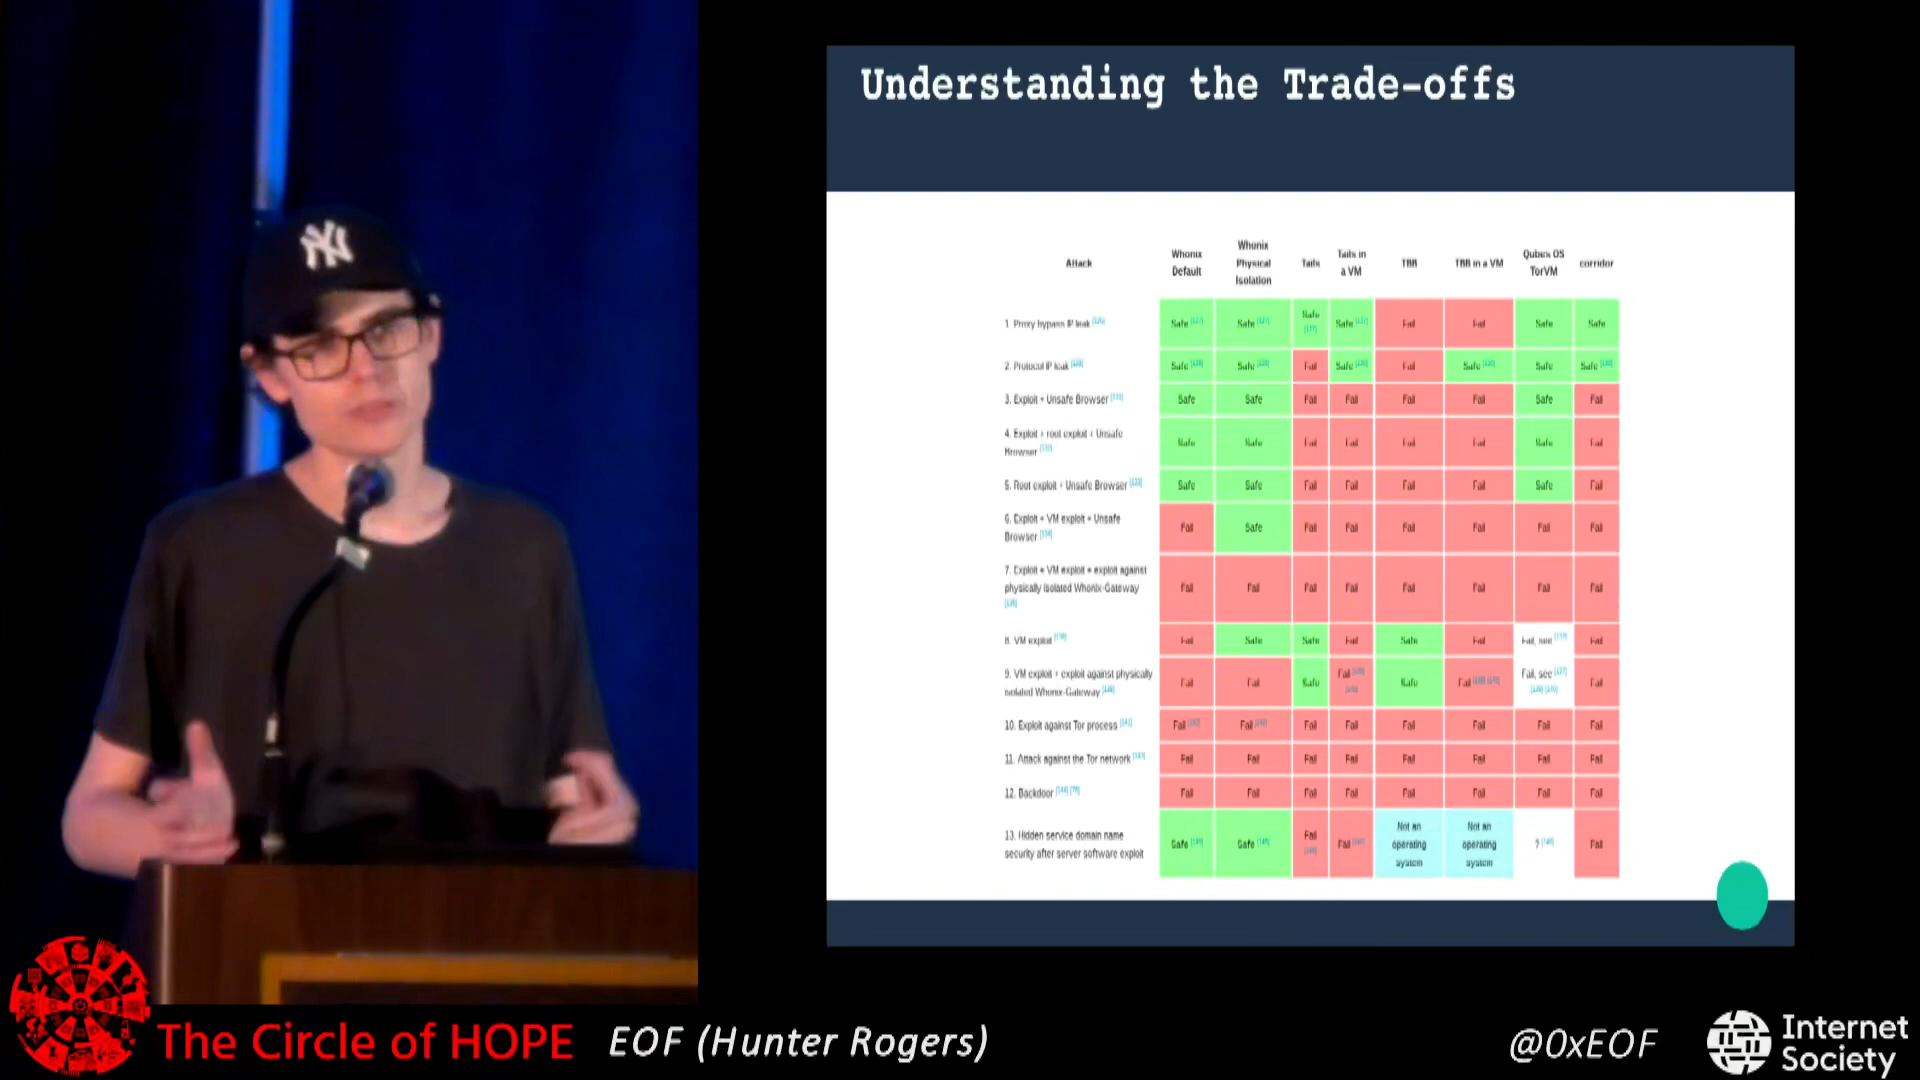 Understanding the Trade-offs
Attack
Whonix
Default
Whonix
Physical
Isolation
Tails
Tails in
a VM
TBB
TBB in a VM
Qubes OS
TorVM
corridor
1. Proxy bypass IP leak [126]
Safe [127]
Safe [127]
Safe
[127]
Safe [127]
Fail
Fail
Safe
Safe
2. Protocol IP leak
Safe
Safe
Fail
Safe
Fail
Safe
Safe
Safe
3. Exploit + Unsafe Browser
Safe
Safe
Fail
Fail
Fail
Fail
Safe
Fail
4. Exploit + root exploit + Unsafe
Browser
Safe
Safe
Fail
Fail
Fail
Fail
Safe
Fail
5. Root exploit + Unsafe Browser
Safe
Safe
Fail
Fail
Fail
Fail
Safe
Fail
6. Exploit + VM exploit + Unsafe
Browser
Fail
Safe
Fail
Fail
Fail
Fail
Fail
Fail
7. Exploit + VM exploit + exploit against
physically isolated Whonix-Gateway
Fail
Fail
Fail
Fail
Fail
Fail
Fail
Fail
8. VM exploit
Fail
Safe
Safe
Fail
Safe
Fail
Fail, see
Fail
9. VM exploit + exploit against physically
isolated Whonix-Gateway
Fail
Fail
Safe
Fail
Safe
Fail
Fail, see
Fail
10. Exploit against Tor process [141]
Fail
Fail
Fail
Fail
Fail
Fail
Fail
Fail
11. Attack against the Tor network
Fail
Fail
Fail
Fail
Fail
Fail
Fail
Fail
12. Backdoor
Fail
Fail
Fail
Fail
Fail
Fail
Fail
Fail
13. Hidden service domain name
security after server software exploit
Safe
Safe
Fail
Fail
Not an
operating
system
Not an
operating
system
?
Fail
NY
The Circle of HOPE
EOF (Hunter Rogers)
@0xEOF
Internet
Society